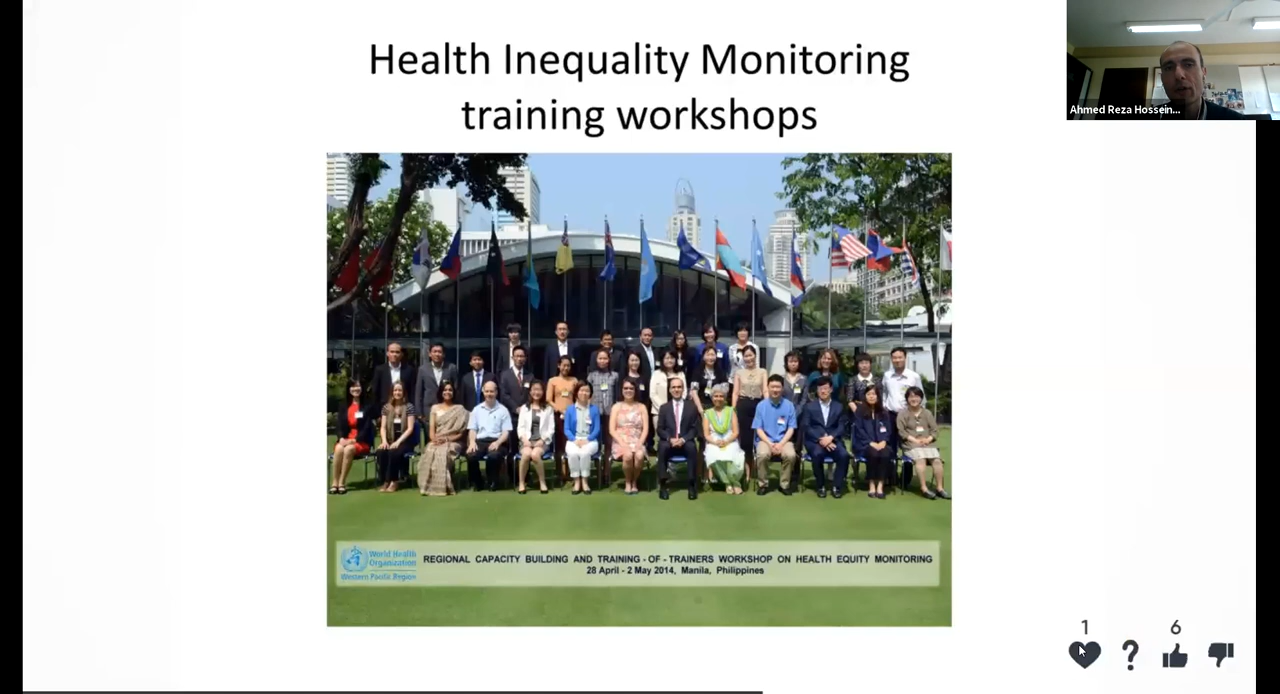 Health Inequality Monitoring
training workshops
Ahmed Reza Hossein...
World Health
Organization
Western Pacific Region
REGIONAL CAPACITY BUILDING AND TRAINING - OF - TRAINERS WORKSHOP ON HEALTH EQUITY MONITORING
28 April - 2 May 2014, Manila, Philippines
1
6
?